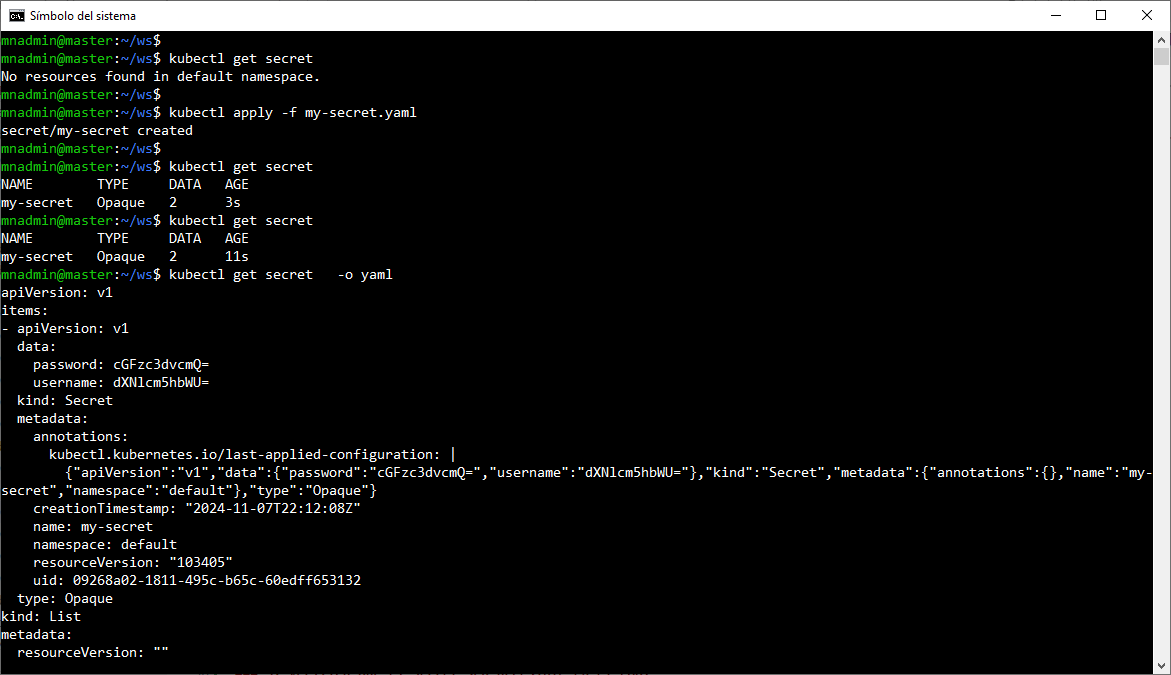 Símbolo del sistema
mnadmin@master:~/ws$
mnadmin@master:~/ws$ kubectl get secret
No resources found in default namespace.
mnadmin@master:~/ws$
mnadmin@master:~/ws$ kubectl apply -f my-secret.yaml
secret/my-secret created
mnadmin@master:~/ws$
mnadmin@master:~/ws$ kubectl get secret
NAME        TYPE     DATA   AGE
my-secret   Opaque   2      3s
mnadmin@master:~/ws$ kubectl get secret
NAME        TYPE     DATA   AGE
my-secret   Opaque   2      11s
mnadmin@master:~/ws$ kubectl get secret   -o yaml
apiVersion: v1
items:
- apiVersion: v1
  data:
    password: cGFzc3dvcmQ=
    username: dXNlcm5hbWU=
  kind: Secret
  metadata:
    annotations:
      kubectl.kubernetes.io/last-applied-configuration: |
        {"apiVersion":"v1","data":{"password":"cGFzc3dvcmQ=","username":"dXNlcm5hbWU="},"kind":"Secret","metadata":{"annotations":{},"name":"my-
secret","namespace":"default"},"type":"Opaque"}
    creationTimestamp: "2024-11-07T22:12:08Z"
    name: my-secret
    namespace: default
    resourceVersion: "103405"
    uid: 09268a02-1811-495c-b65c-60edff653132
  type: Opaque
kind: List
metadata:
  resourceVersion: ""